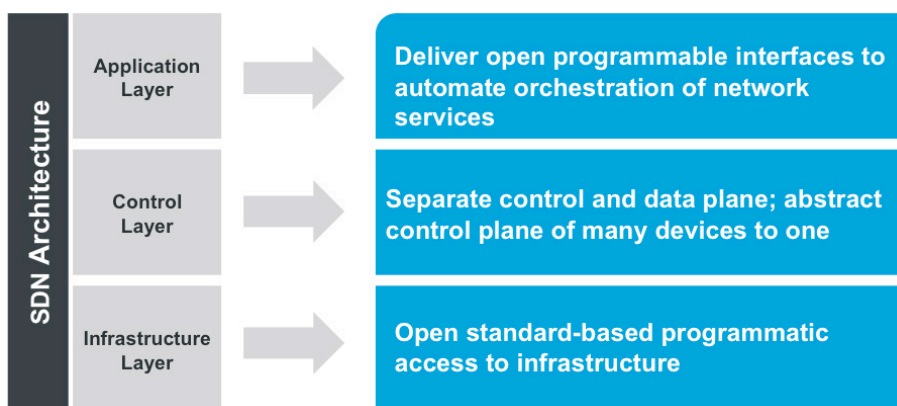 SDN Architecture
Application
Layer
Deliver open programmable interfaces to
automate orchestration of network
services
Control
Layer
Separate control and data plane; abstract
control plane of many devices to one
Infrastructure
Layer
Open standard-based programmatic
access to infrastructure